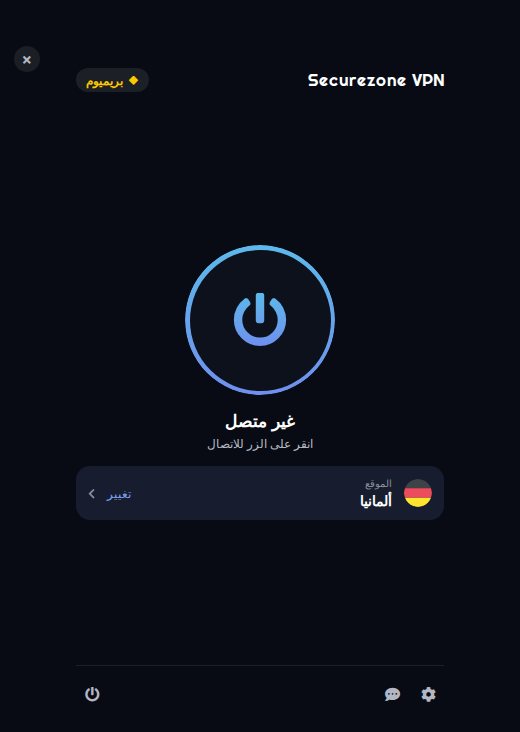 Securezone VPN
بريميوم
غير متصل
انقر على الزر للاتصال
الموقع
ألمانيا
تغيير